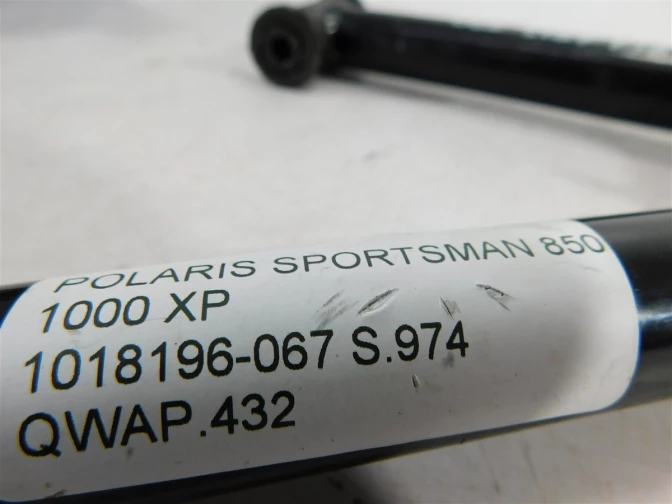 POLARIS SPORTSMAN 850
1000 XP
1018196-067 S.974
QWAP.432